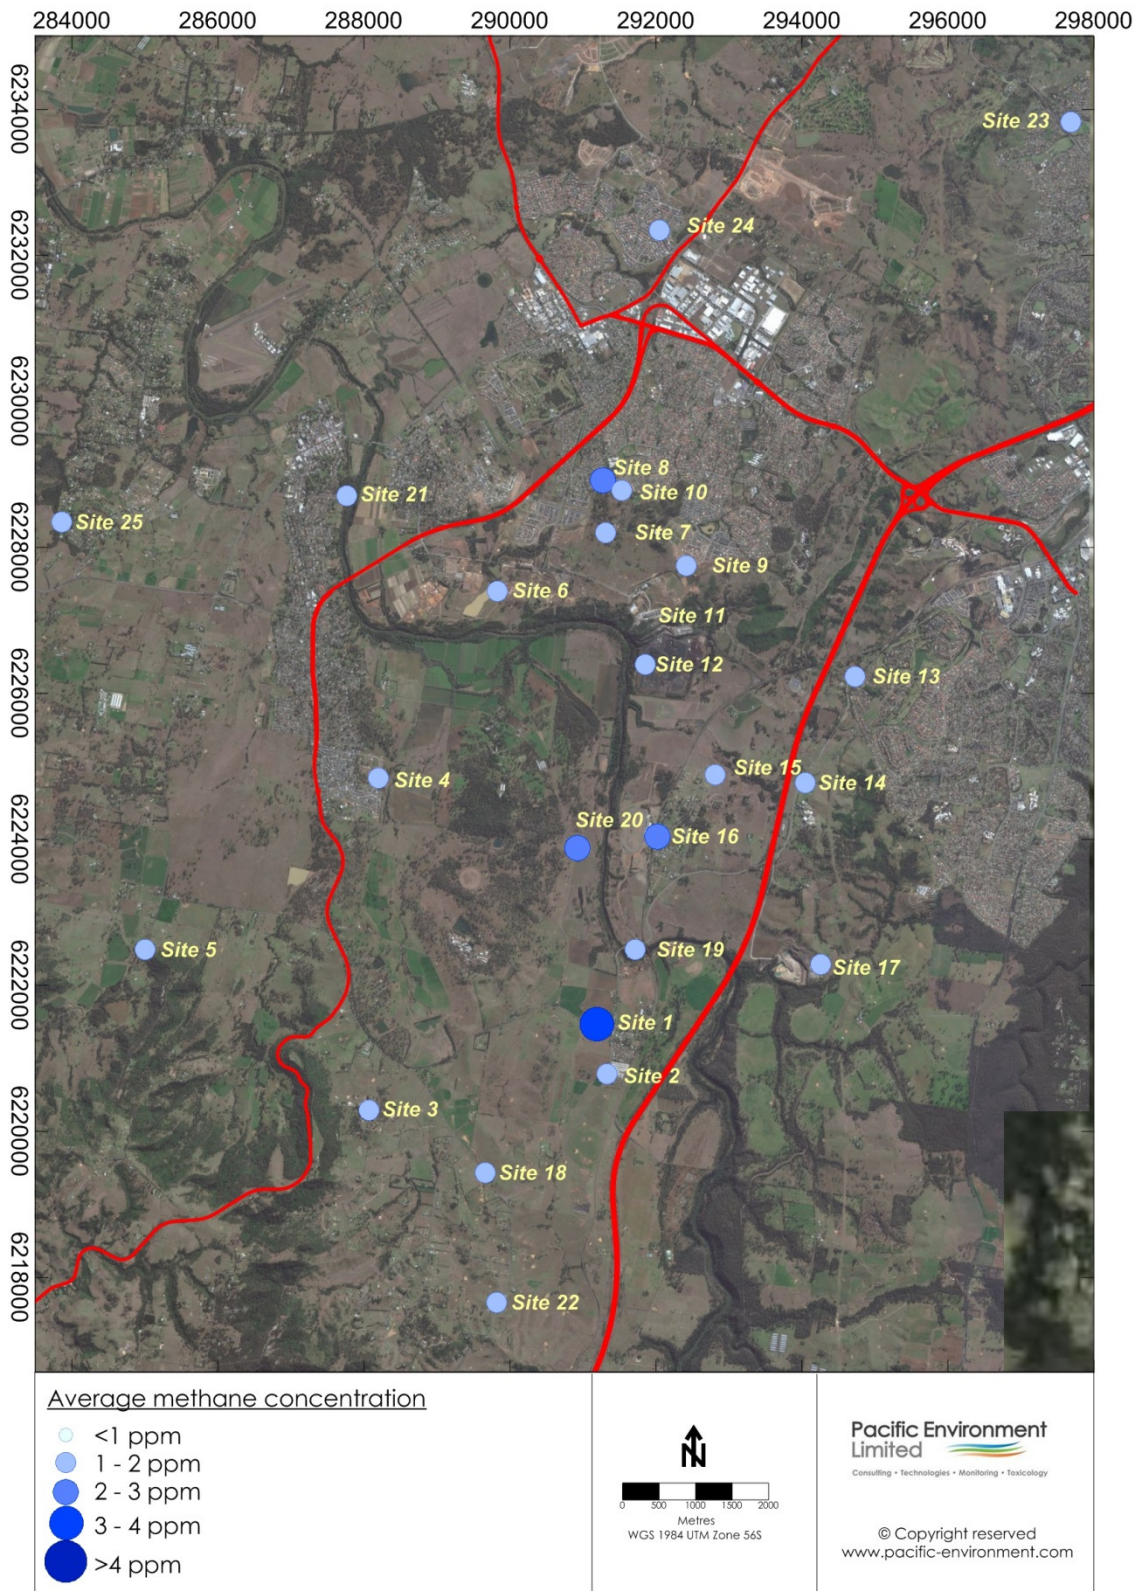 284000 286000 288000 290000 292000 294000 296000 298000
6234000
6232000
6230000
6228000
6226000
6224000
6222000
6220000
6218000
Site 23
Site 24
Site 8
Site 21
Site 10
Site 25
Site 7
Site 9
Site 6
Site 11
Site 12
Site 13
Site 15
Site 4
Site 14
Site 20
Site 16
Site 5
Site 19
Site 17
Site 1
Site 2
Site 3
Site 18
Site 22
Average methane concentration
<1 ppm
1 - 2 ppm
2 - 3 ppm
3 - 4 ppm
>4 ppm
N
0 500 1000 1500 2000
Metres
WGS 1984 UTM Zone 56S
Pacific Environment
Limited
Consulting • Technologies • Monitoring • Toxicology
© Copyright reserved
www.pacific-environment.com